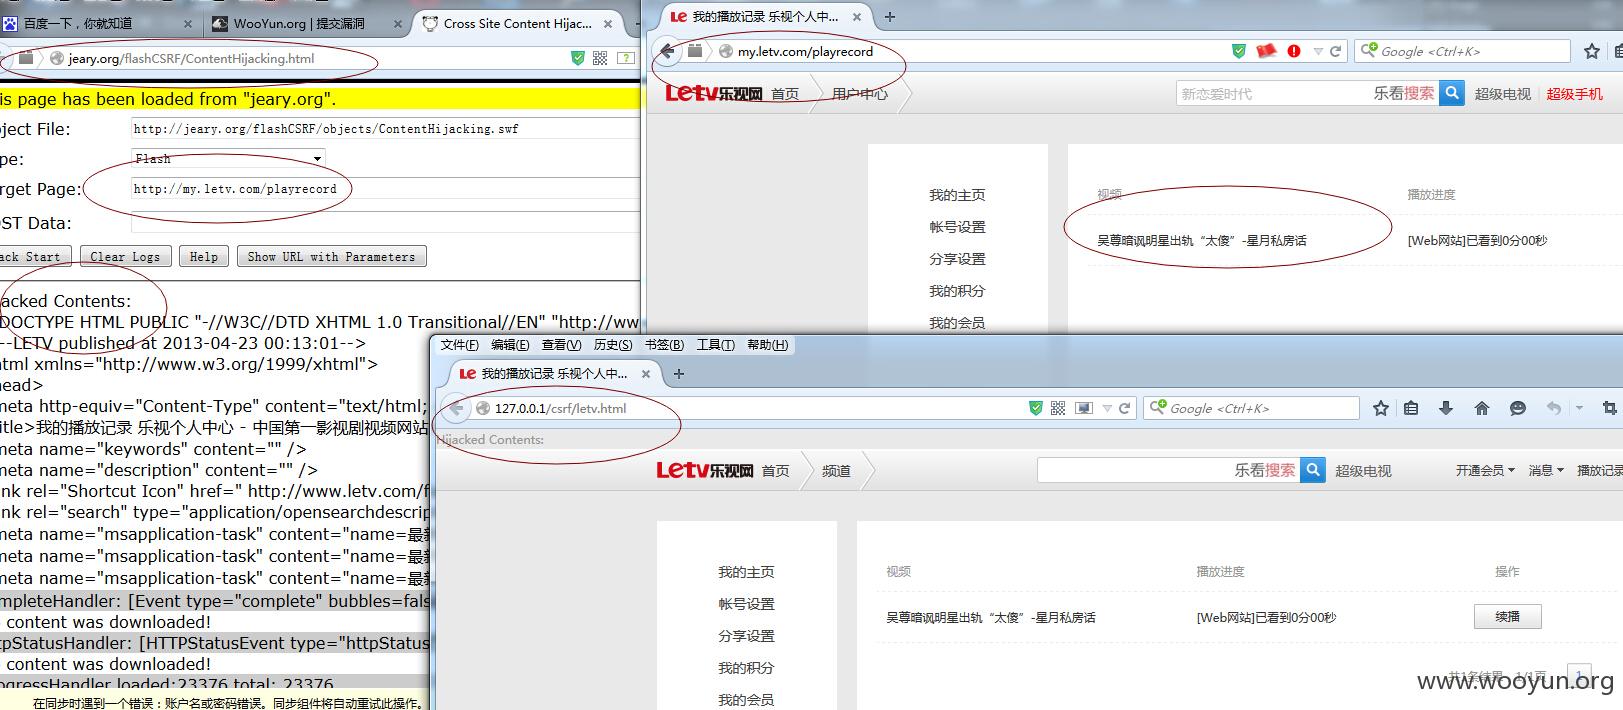 百度一下，你就知道
WooYun.org | 提交漏洞
Cross Site Content Hijac...
jeary.org/flashCSRF/ContentHijacking.html
is page has been loaded from "jeary.org".
ject File:
http://jeary.org/flashCSRF/objects/ContentHijacking.swf
pe:
Flash
rget Page:
http://my.letv.com/playrecord
ST Data:
ack Start
Clear Logs
Help
Show URL with Parameters
acked Contents:
DOCTYPE HTML PUBLIC "-//W3C//DTD XHTML 1.0 Transitional//EN" "http://ww
--LETV published at 2013-04-23 00:13:01-->
tml xmlns="http://www.w3.org/1999/xhtml">
ead>
meta http-equiv="Content-Type" content="text/html;
itle>我的播放记录 乐视个人中心 - 中国第一影视剧视频网站
meta name="keywords" content="" />
meta name="description" content="" />
nk rel="Shortcut Icon" href=" http://www.letv.com/f
nk rel="search" type="application/opensearchdescrip
meta name="msapplication-task" content="name=最新
meta name="msapplication-task" content="name=最新
meta name="msapplication-task" content="name=最新
mpleteHandler: [Event type="complete" bubbles=fals
content was downloaded!
tpStatusHandler: [HTTPStatusEvent type="httpStatus
content was downloaded!
ogressHandler loaded:23376 total: 23376
在同步时遇到一个错误：账户名或密码错误。同步组件将自动重试此操作。
我的播放记录 乐视个人中...
my.letv.com/playrecord
Google <Ctrl+K>
Letv乐视网 首页 用户中心
新恋爱时代
乐看搜索
超级电视
超级手机
我的主页
帐号设置
分享设置
我的积分
我的会员
视频
播放进度
吴尊暗讽明星出轨“太傻”-星月私房话
[Web网站]已看到0分00秒
文件(F) 编辑(E) 查看(V) 历史(S) 书签(B) 工具(T) 帮助(H)
我的播放记录 乐视个人中...
127.0.0.1/csrf/letv.html
Google <Ctrl+K>
Hijacked Contents:
Letv乐视网 首页 频道
乐看搜索
超级电视
开通会员
消息
播放记录
我的主页
帐号设置
分享设置
我的积分
我的会员
视频
播放进度
操作
吴尊暗讽明星出轨“太傻”-星月私房话
[Web网站]已看到0分00秒
续播
共1条结果 1/1页
1
www.wooyun.org